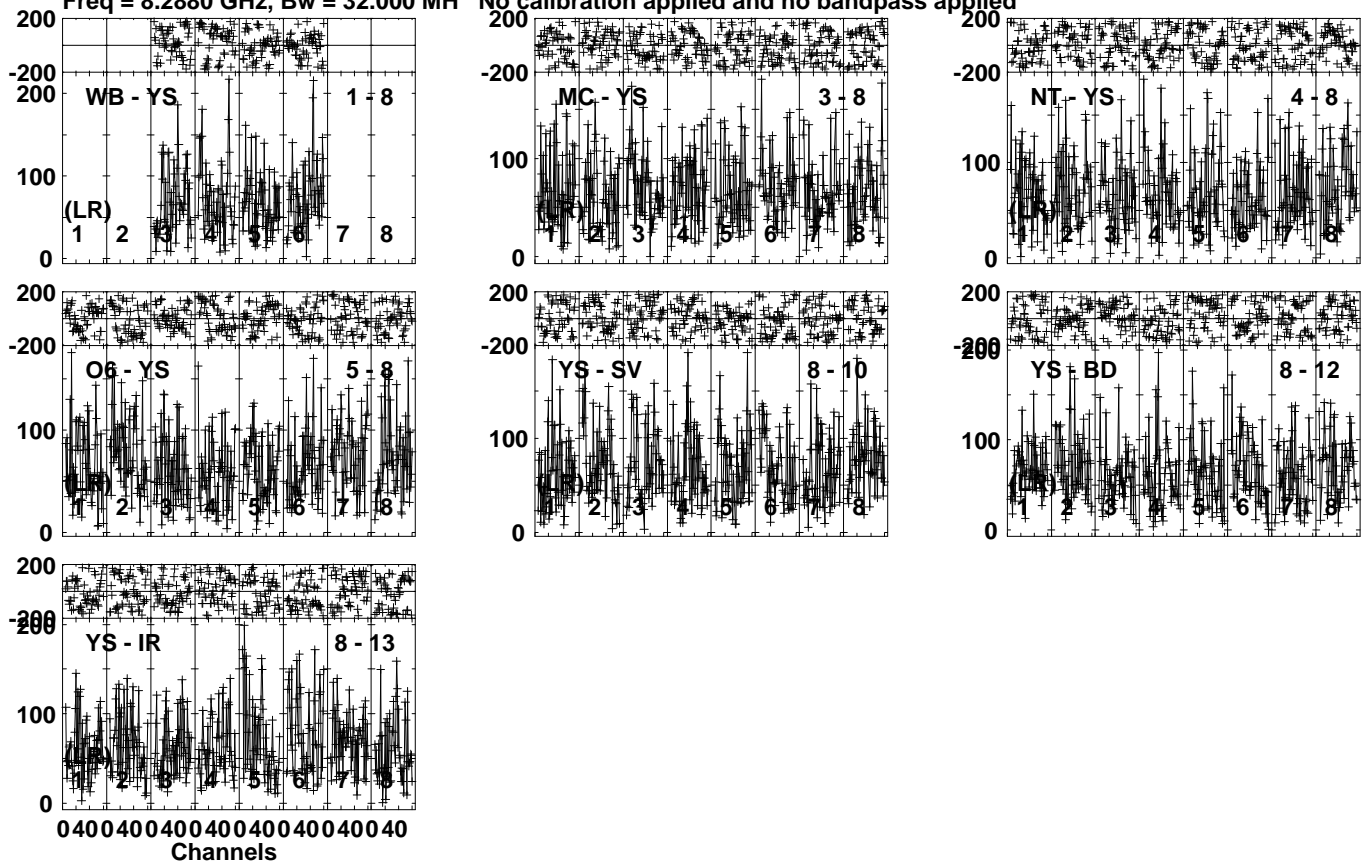 Freq = 8.2880 GHz, Bw = 32.000 MH No calibration applied and no bandpass applied
200 200 200
-200 -200 -200
200
WB - YS 1 - 8 MC - YS 3 - 8 NT - YS 4 - 8
100 100 100
(LR) (LR) (LR)
1 2 3 4 5 6 7 8 1 2 3 4 5 6 7 8 1 2 3 4 5 6 7 8
0 0 0
200 200 200
-200 -200 -200
200
O6 - YS 5 - 8 YS - SV 8 - 10 YS - BD 8 - 12
100 100 100
(LR) (LR) (LR)
1 2 3 4 5 6 7 8 1 2 3 4 5 6 7 8 1 2 3 4 5 6 7 8
0 0 0
200
-200
200
YS - IR 8 - 13
100
(LR)
1 2 3 4 5 6 7 8
0
0 40 0 40 0 40 0 40 0 40 0 40 0 40 0 40
Channels